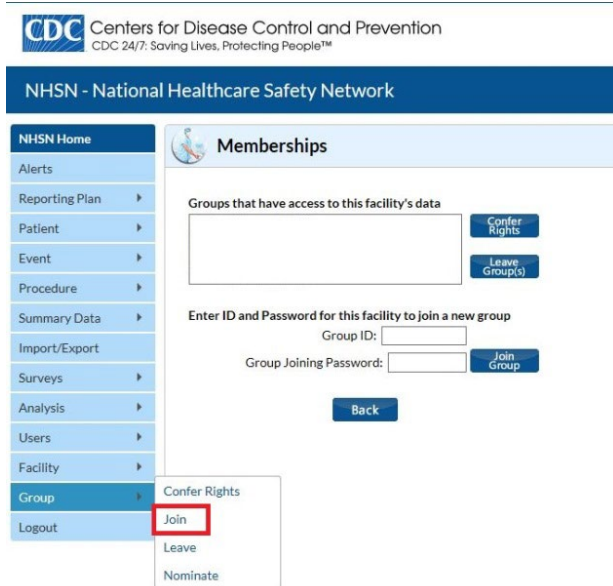 CDC Centers for Disease Control and Prevention
CDC 24/7: Saving Lives, Protecting People™
NHSN - National Healthcare Safety Network
NHSN Home
Alerts
Reporting Plan
Patient
Event
Procedure
Summary Data
Import/Export
Surveys
Analysis
Users
Facility
Group
Logout
Memberships
Groups that have access to this facility's data
Confer Rights
Leave Group(s)
Enter ID and Password for this facility to join a new group
Group ID:
Group Joining Password:
Join Group
Back
Confer Rights
Join
Leave
Nominate